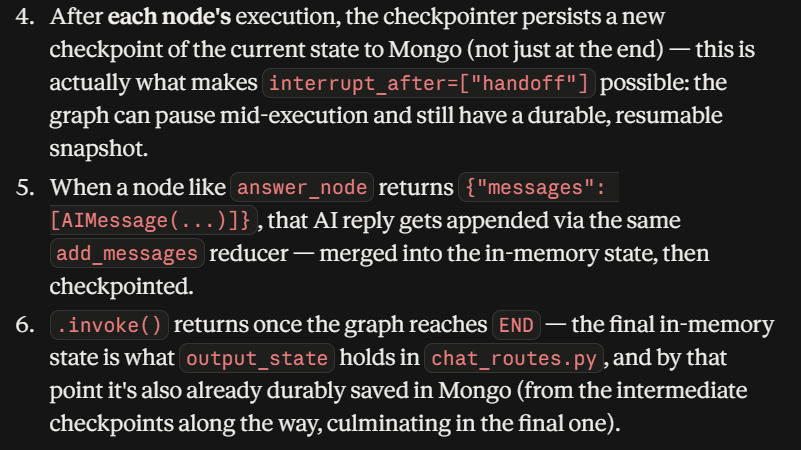 4. After each node's execution, the checkpointer persists a new
checkpoint of the current state to Mongo (not just at the end) — this is
actually what makes interrupt_after=["handoff"] possible: the
graph can pause mid-execution and still have a durable, resumable
snapshot.
5. When a node like answer_node returns {"messages":
[AIMessage(...)]}, that AI reply gets appended via the same
add_messages reducer — merged into the in-memory state, then
checkpointed.
6. .invoke() returns once the graph reaches END — the final in-memory
state is what output_state holds in chat_routes.py, and by that
point it's also already durably saved in Mongo (from the intermediate
checkpoints along the way, culminating in the final one).